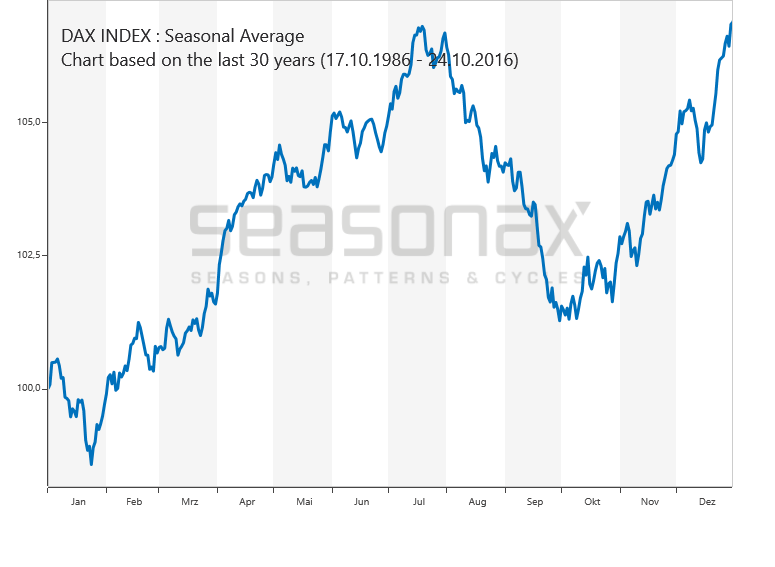 DAX INDEX : Seasonal Average
Chart based on the last 30 years (17.10.1986 - 24.10.2016)
105,0
seasonax
102,5
SEASONS, PATTERNS & CYCLES
100,0
Jan Feb Mrz Apr Mai Jun Jul Aug Sep Okt Nov Dez